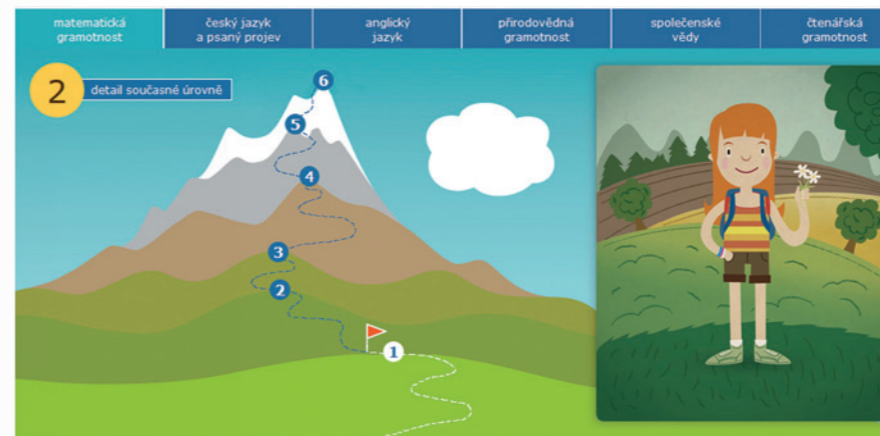 matematická
gramotnost
český jazyk
a psaný projev
anglický
jazyk
přírodovědná
gramotnost
společenské
vědy
čtenářská
gramotnost
2
detail současné úrovně
6
5
4
3
2
1